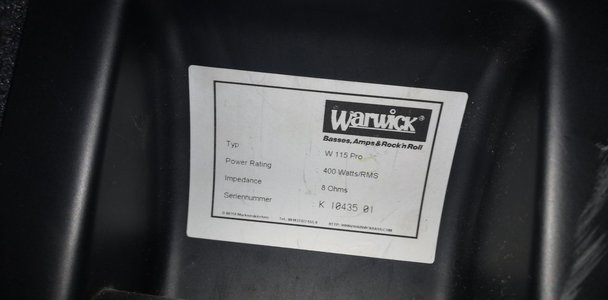 Warwick®
Basses, Amps & Rock'n Roll
Typ W 115 Pro
Power Rating 400 Watts/RMS
Impedance 8 Ohms
Seriennummer K 10435 01